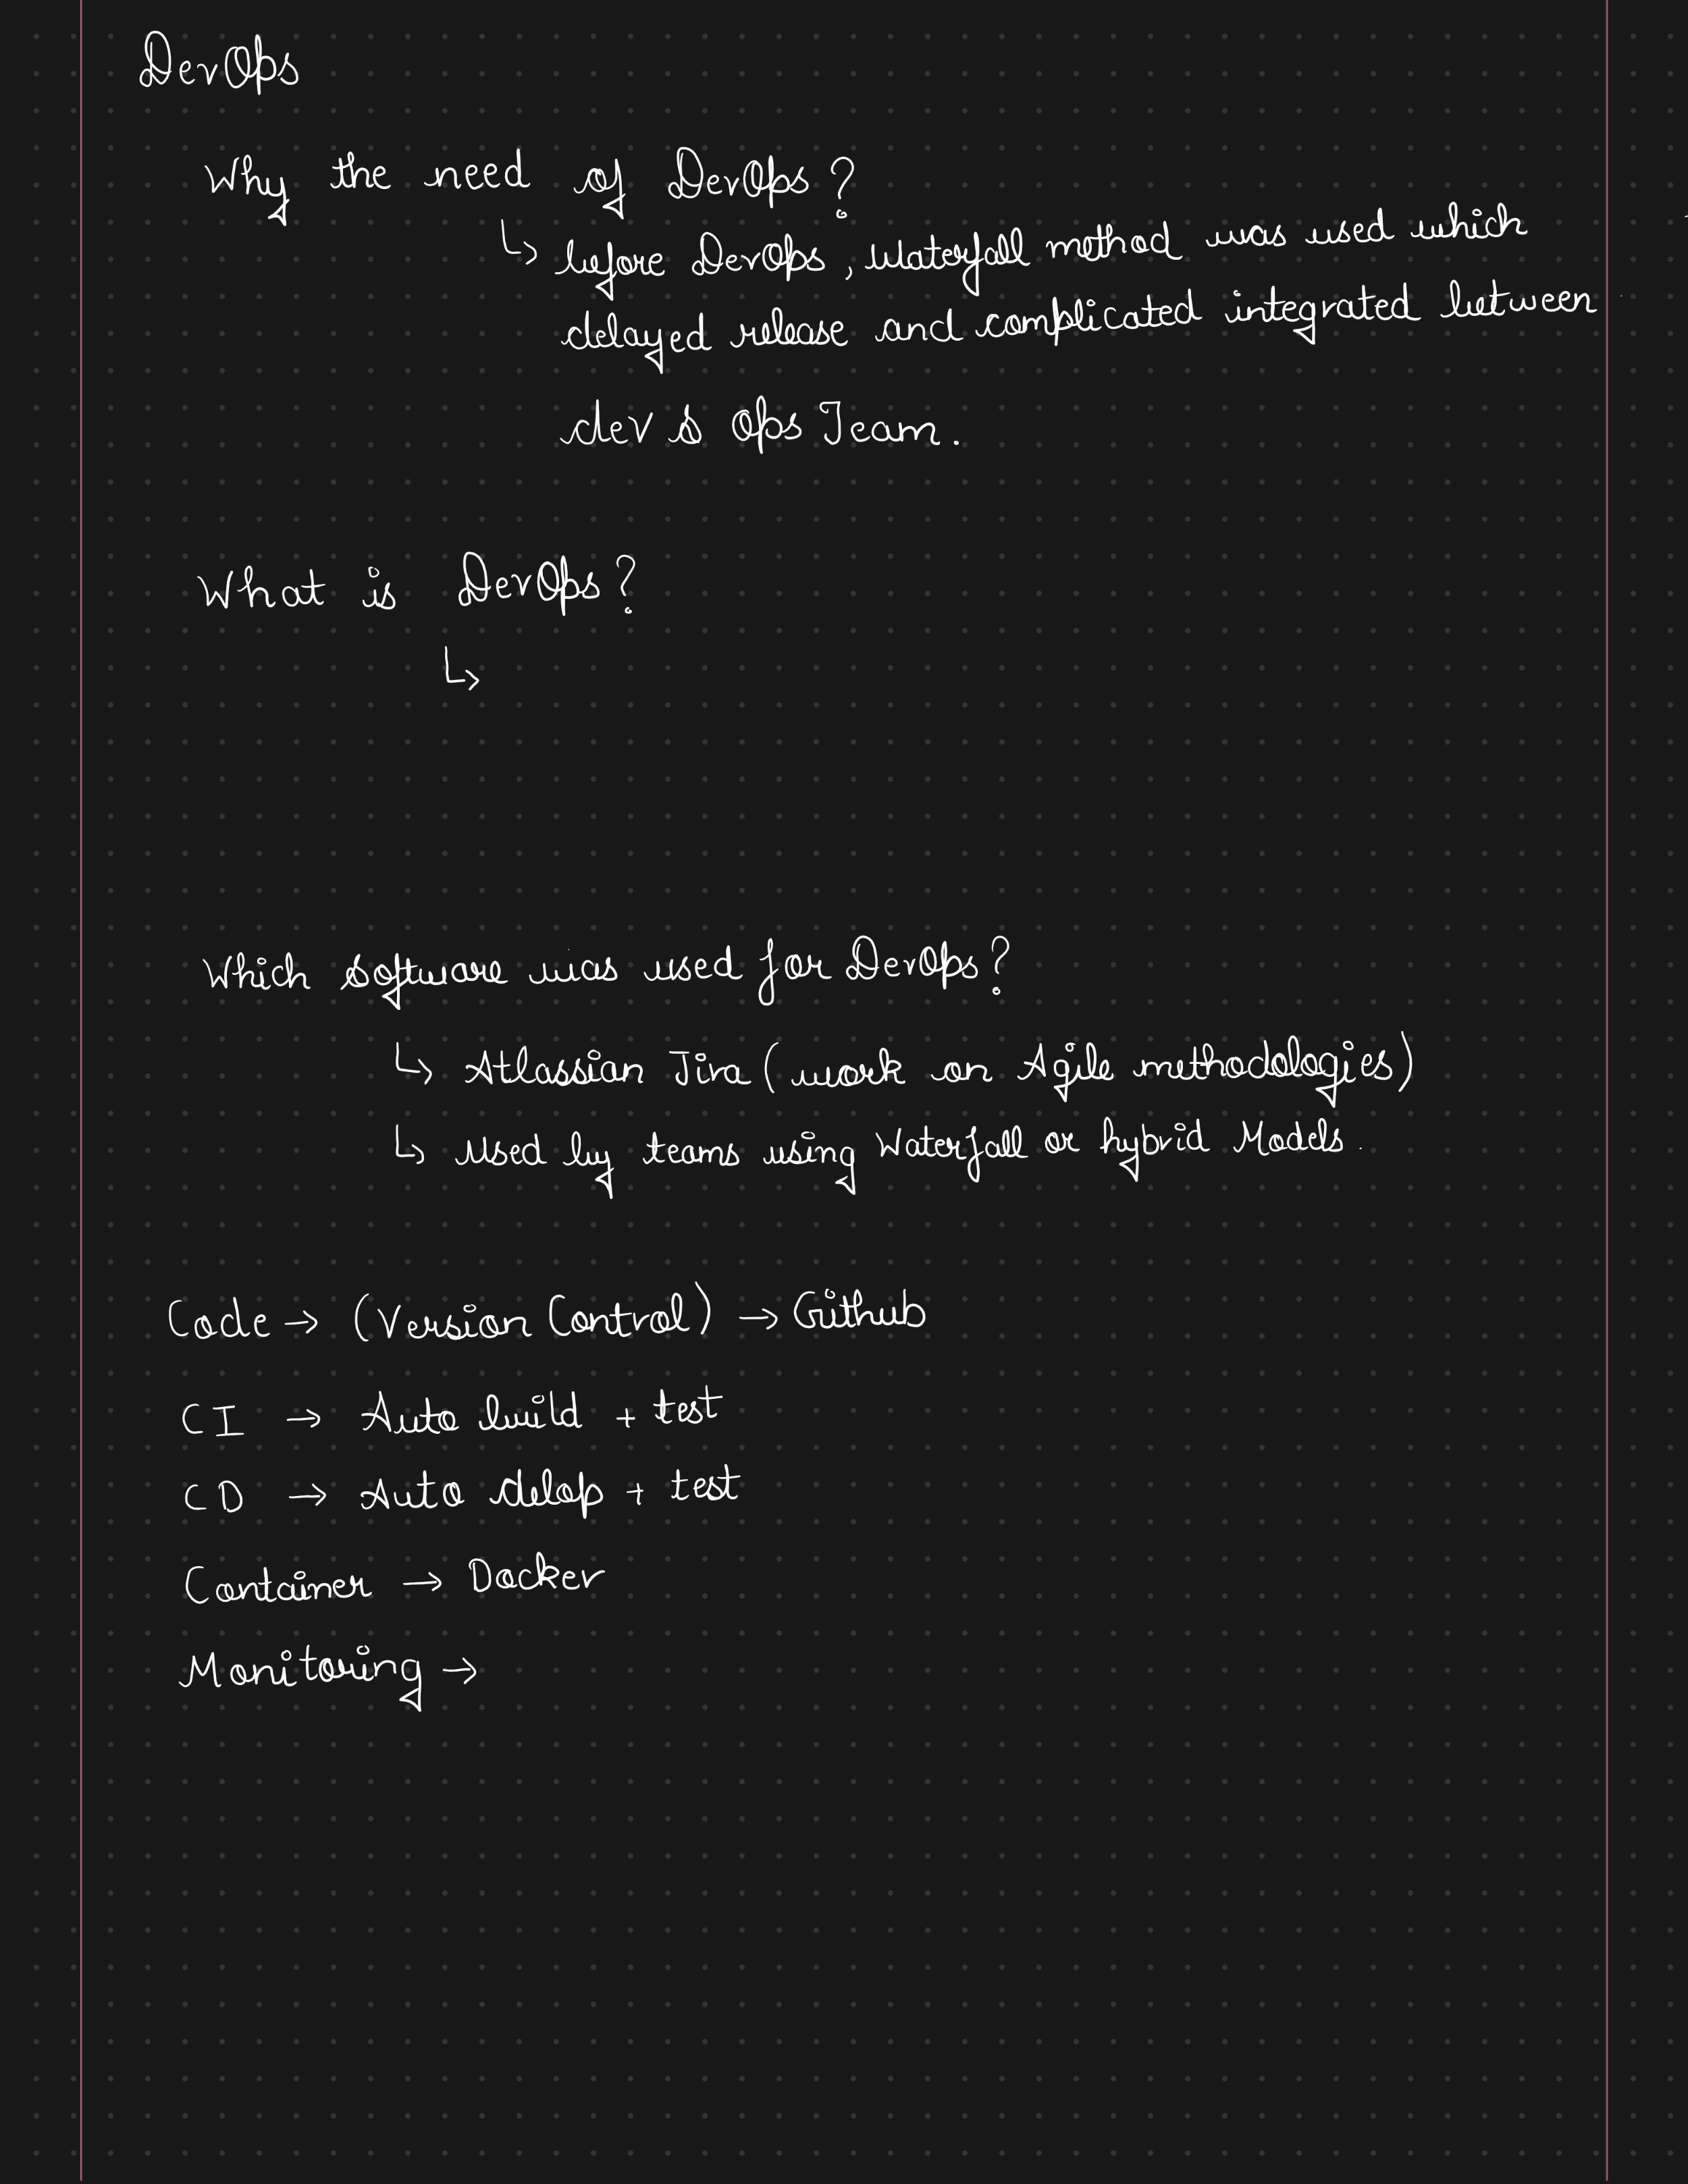 DevOps
Why the need of DevOps?
↳ before DevOps, Waterfall method was used which
delayed release and complicated integrated between
dev & Ops Team.
What is DevOps?
↳
Which Software was used for DevOps?
↳ Atlassian Jira (work on Agile methodologies)
↳ Used by teams using Waterfall or hybrid Models.
Code → (Version Control) → Github
CI → Auto build + test
CD → Auto delop + test
Container → Docker
Monitoring →